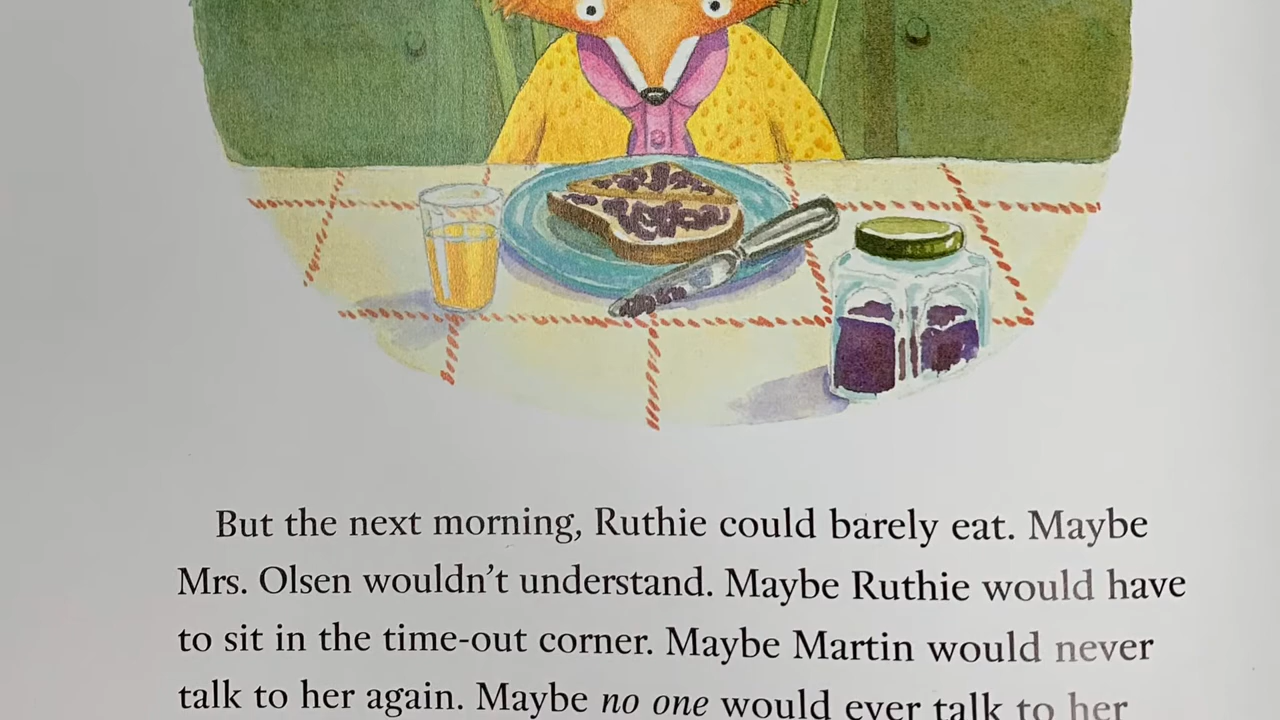 But the next morning, Ruthie could barely eat. Maybe
Mrs. Olsen wouldn't understand. Maybe Ruthie would have
to sit in the time-out corner. Maybe Martin would never
talk to her again. Maybe no one would ever talk to her